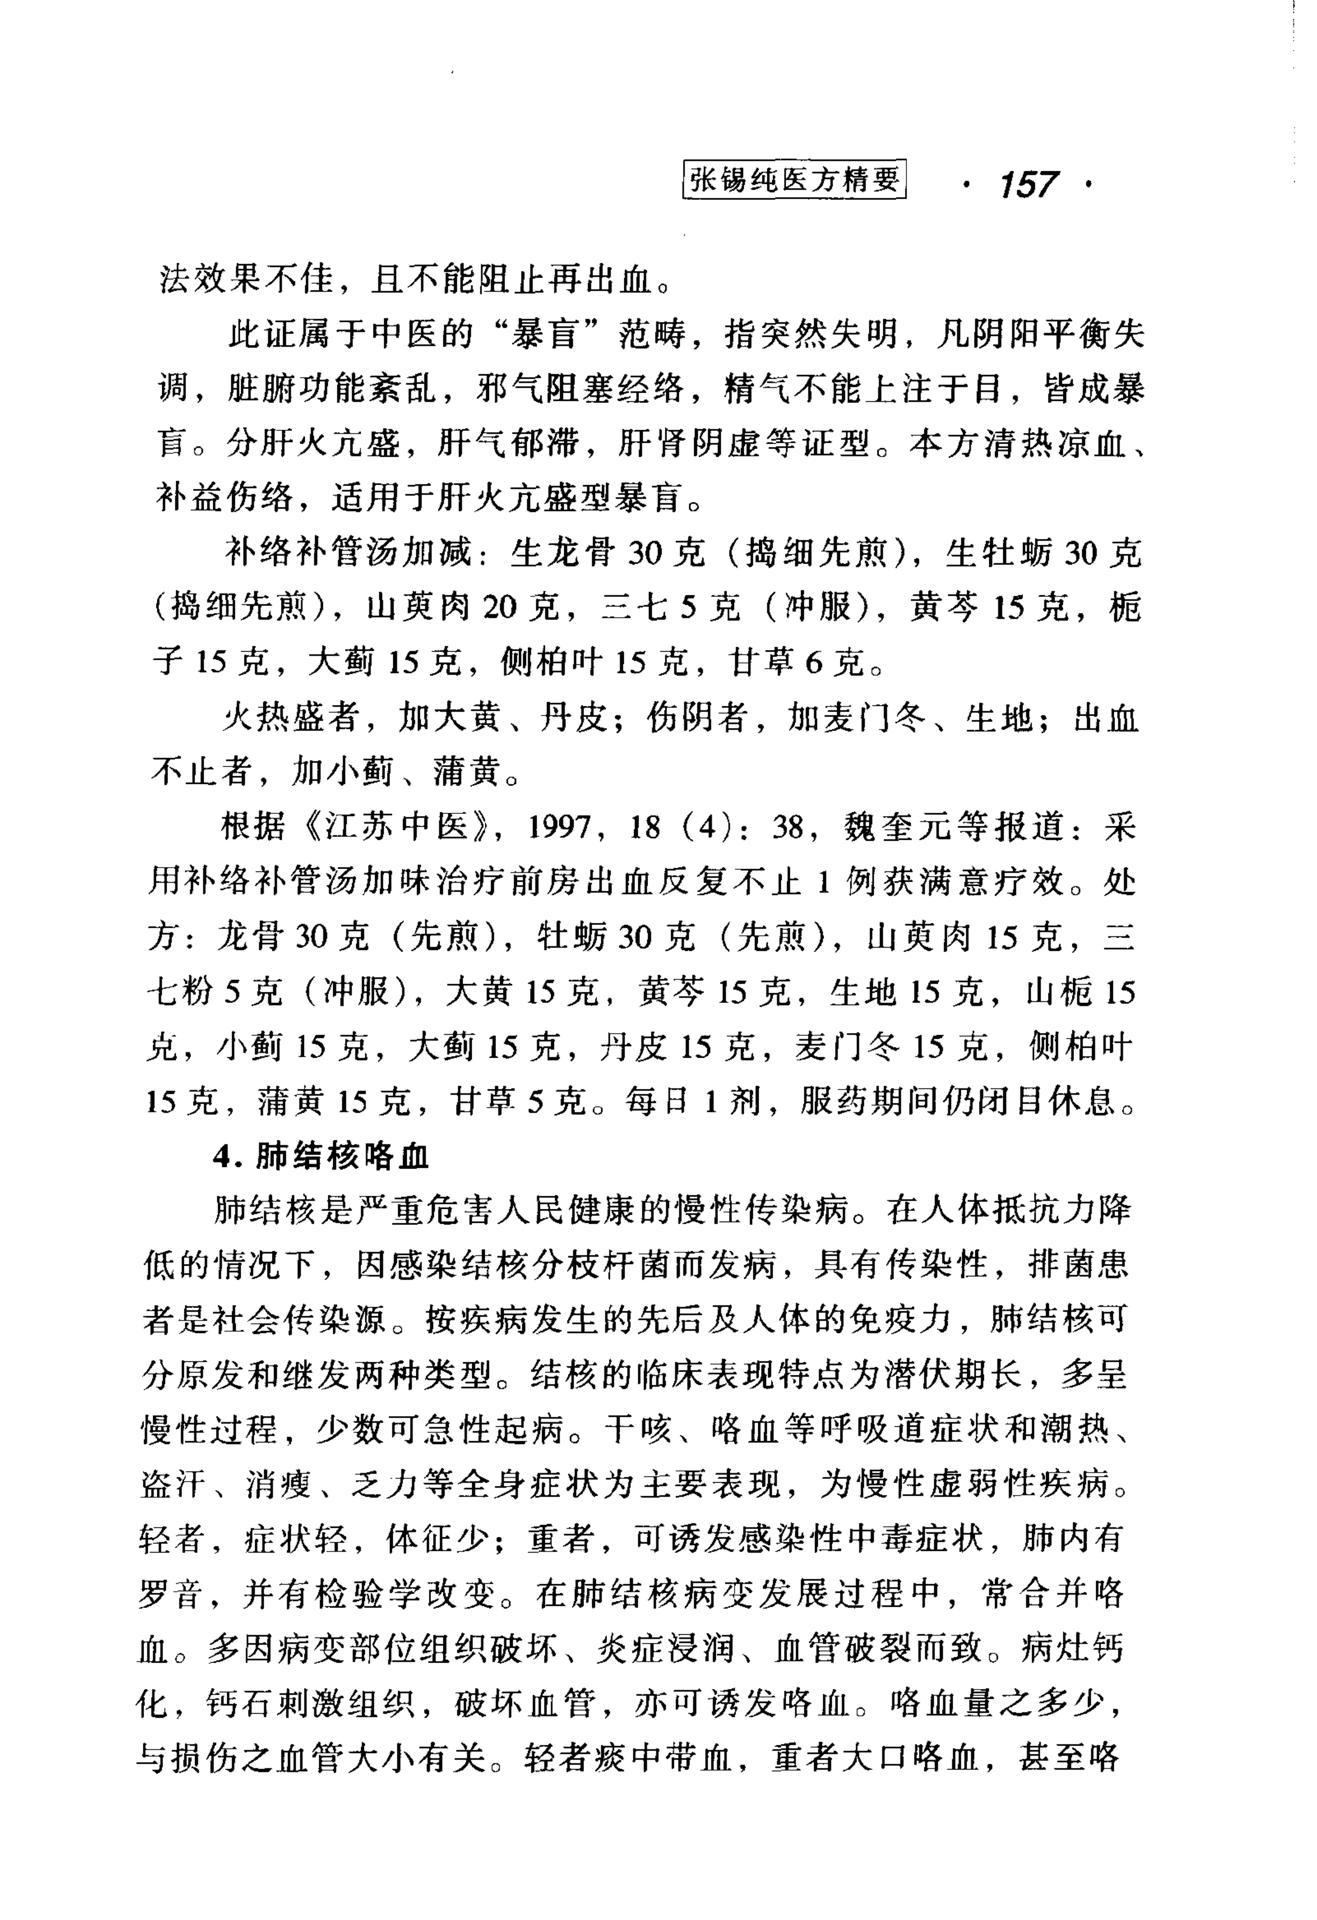 张锡纯医方精要 · 157 ·
法效果不佳，且不能阻止再出血。
此证属于中医的“暴盲”范畴，指突然失明，凡阴阳平衡失
调，脏腑功能紊乱，邪气阻塞经络，精气不能上注于目，皆成暴
盲。分肝火亢盛，肝气郁滞，肝肾阴虚等证型。本方清热凉血、
补益伤络，适用于肝火亢盛型暴盲。
补络补管汤加减：生龙骨 30 克（捣细先煎），生牡蛎 30 克
（捣细先煎），山萸肉 20 克，三七 5 克（冲服），黄芩 15 克，栀
子 15 克，大蓟 15 克，侧柏叶 15 克，甘草 6 克。
火热盛者，加大黄、丹皮；伤阴者，加麦门冬、生地；出血
不止者，加小蓟、蒲黄。
根据《江苏中医》，1997，18（4）：38，魏奎元等报道：采
用补络补管汤加味治疗前房出血反复不止 1 例获满意疗效。处
方：龙骨 30 克（先煎），牡蛎 30 克（先煎），山萸肉 15 克，三
七粉 5 克（冲服），大黄 15 克，黄芩 15 克，生地 15 克，山栀 15
克，小蓟 15 克，大蓟 15 克，丹皮 15 克，麦门冬 15 克，侧柏叶
15 克，蒲黄 15 克，甘草 5 克。每日 1 剂，服药期间仍闭目休息。
4. 肺结核咯血
肺结核是严重危害人民健康的慢性传染病。在人体抵抗力降
低的情况下，因感染结核分枝杆菌而发病，具有传染性，排菌患
者是社会传染源。按疾病发生的先后及人体的免疫力，肺结核可
分原发和继发两种类型。结核的临床表现特点为潜伏期长，多呈
慢性过程，少数可急性起病。干咳、咯血等呼吸道症状和潮热、
盗汗、消瘦、乏力等全身症状为主要表现，为慢性虚弱性疾病。
轻者，症状轻，体征少；重者，可诱发感染性中毒症状，肺内有
罗音，并有检验学改变。在肺结核病变发展过程中，常合并咯
血。多因病变部位组织破坏、炎症浸润、血管破裂而致。病灶钙
化，钙石刺激组织，破坏血管，亦可诱发咯血。咯血量之多少，
与损伤之血管大小有关。轻者痰中带血，重者大口咯血，甚至咯